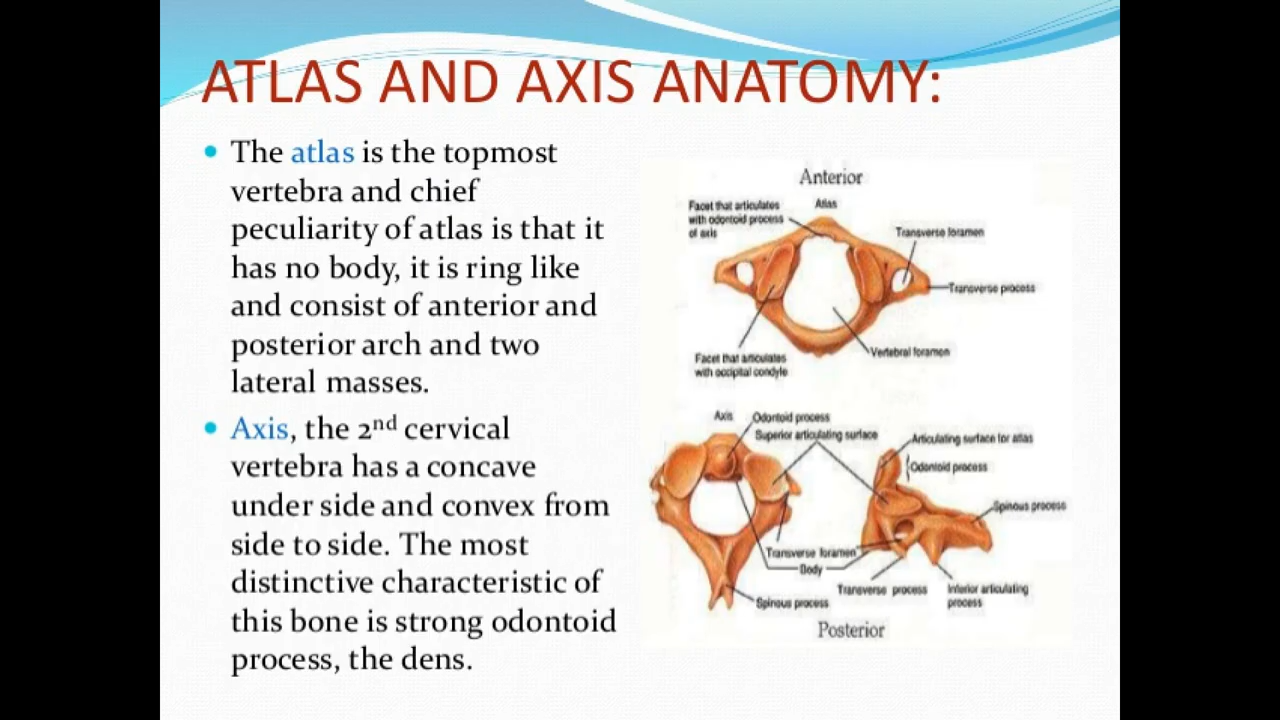 ATLAS AND AXIS ANATOMY:
• The atlas is the topmost
vertebra and chief
peculiarity of atlas is that it
has no body, it is ring like
and consist of anterior and
posterior arch and two
lateral masses.
• Axis, the 2nd cervical
vertebra has a concave
under side and convex from
side to side. The most
distinctive characteristic of
this bone is strong odontoid
process, the dens.
Anterior
Atlas
Facet that articulates
with odontoid process
of axis
Transverse foramen
Transverse process
Vertebral foramen
Facet that articulates
with occipital condyle
Axis
Odontoid process
Superior articulating surface
Articulating surface for atlas
Odontoid process
Spinous process
Transverse foramen
Body
Transverse process
Inferior articulating
process
Spinous process
Posterior